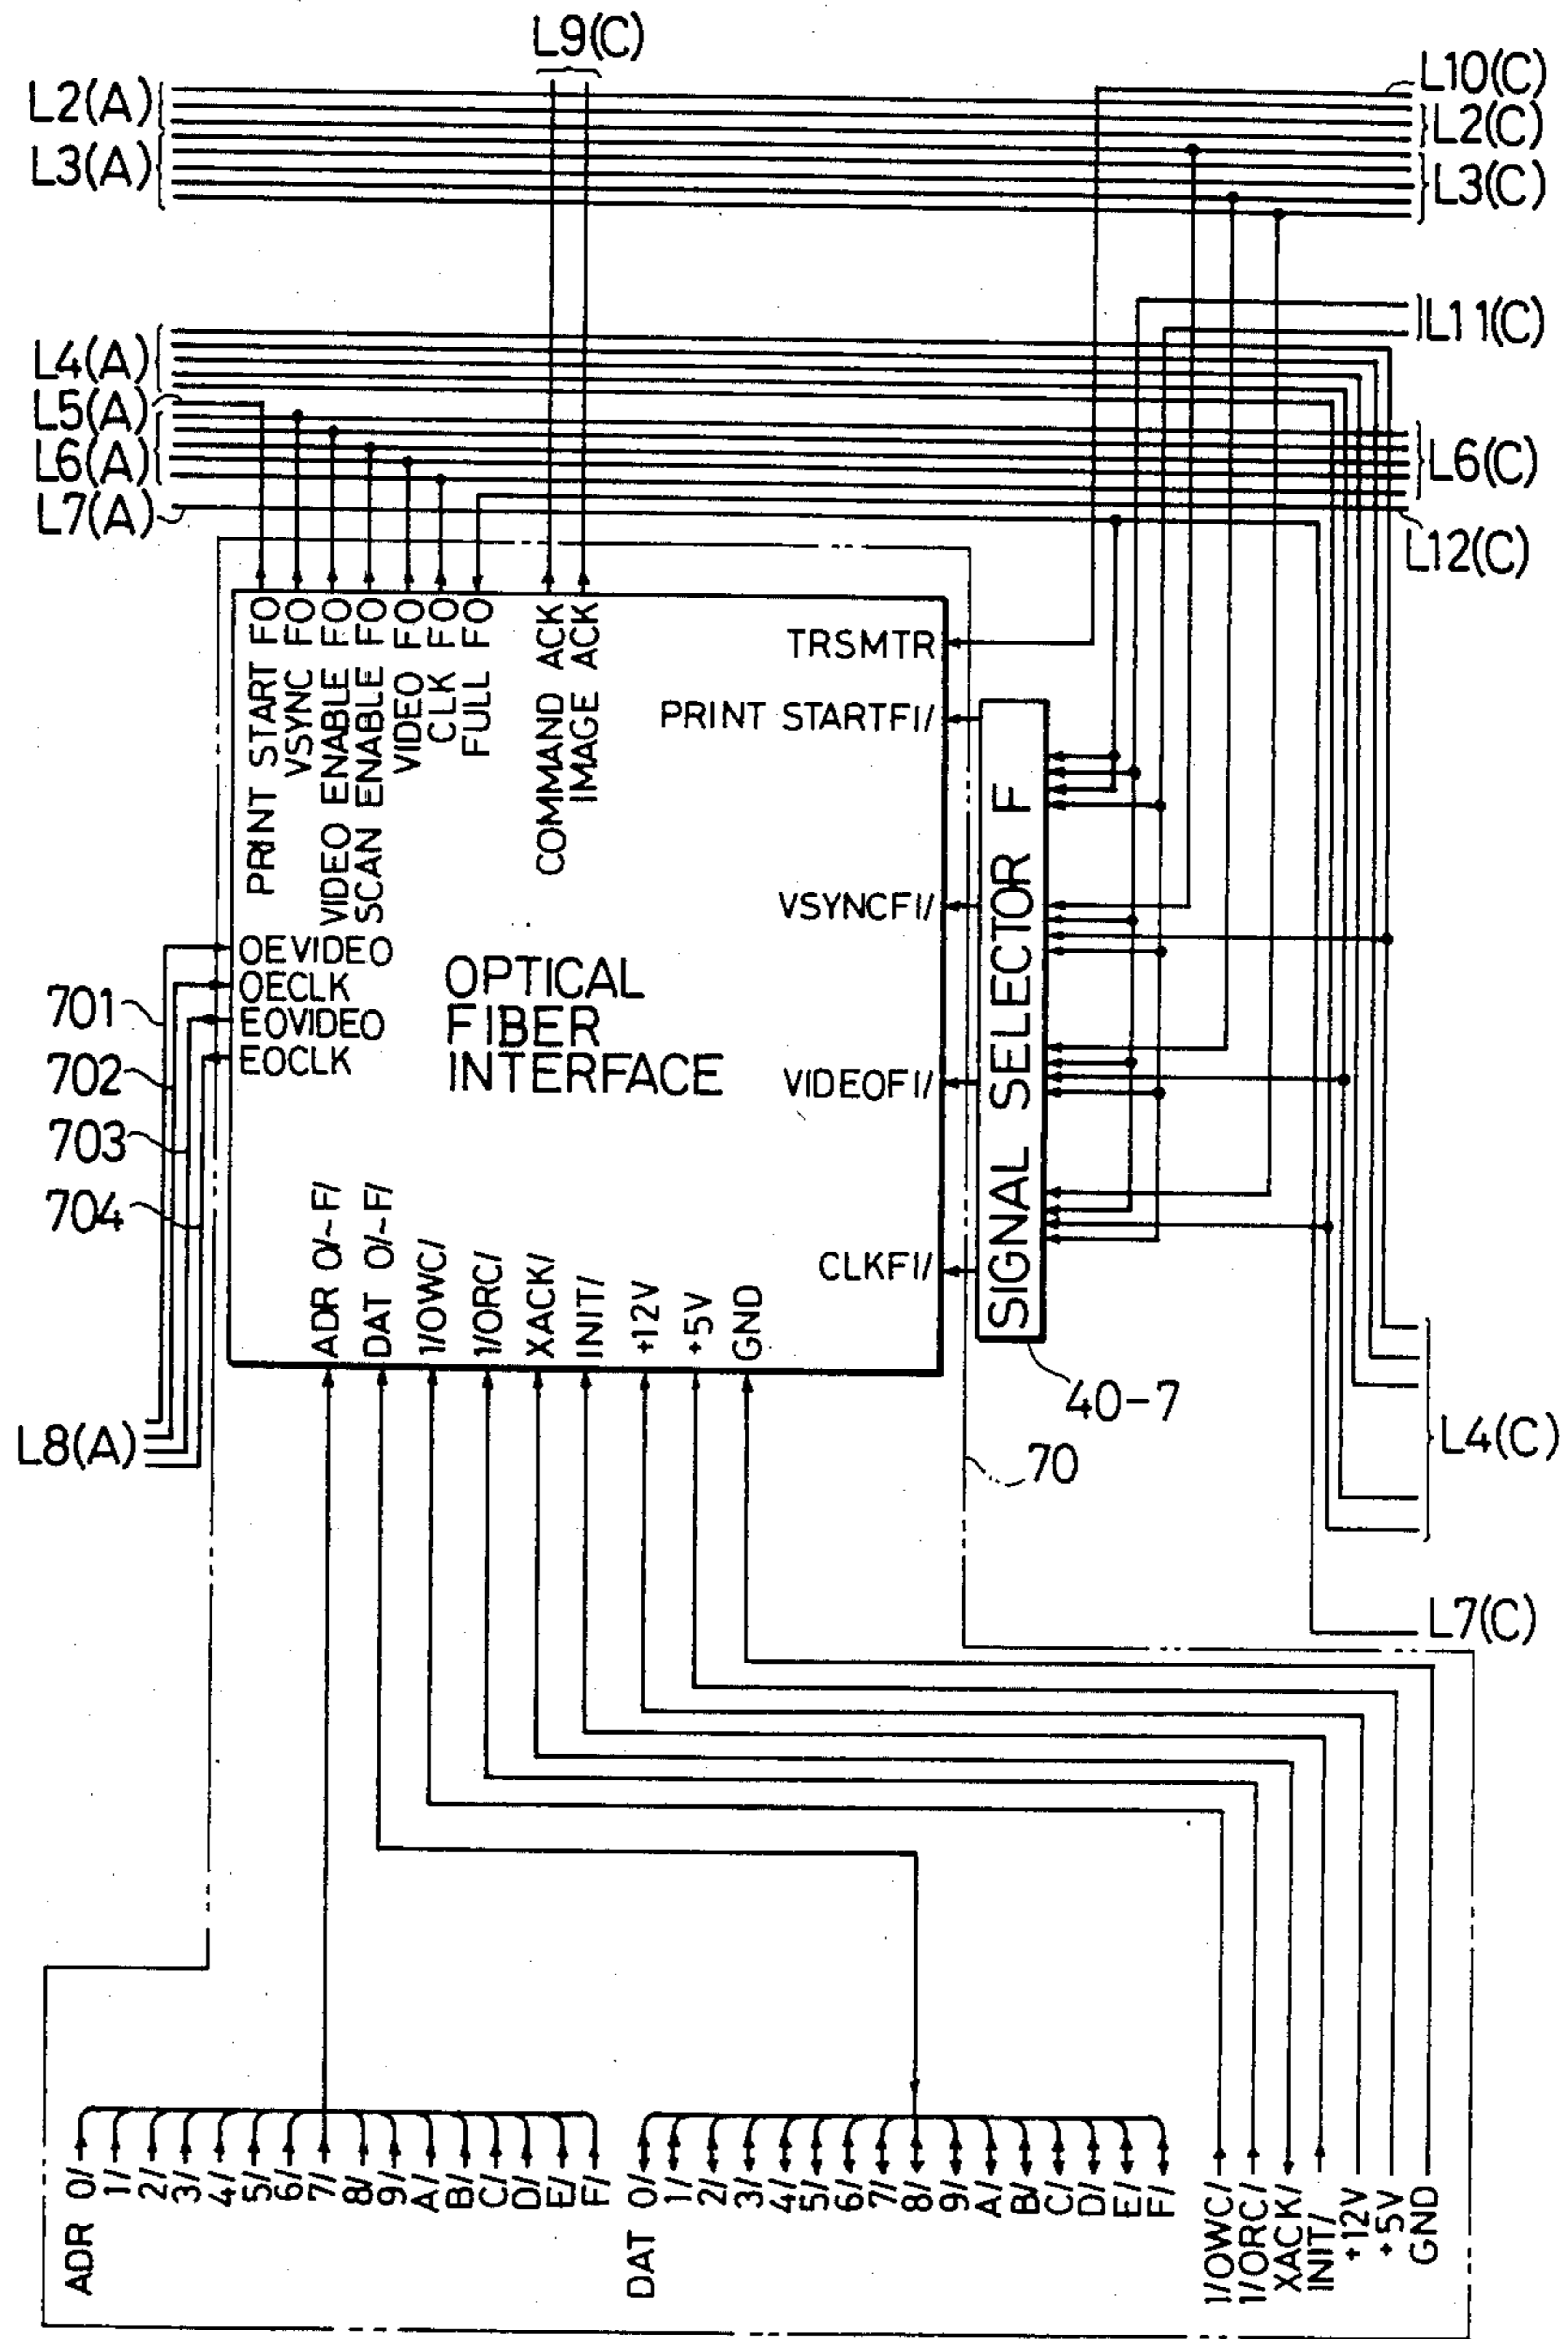 L9(C)
L2(A)
L10(C)
L2(C)
L3(A)
L3(C)
L11(C)
L4(A)
L5(A)
L6(A)
L6(C)
L7(A)
L12(C)
PRINT START FO
VSYNC FO
VIDEO ENABLE FO
SCAN ENABLE FO
VIDEO FO
CLK FO
FULL FO
COMMAND ACK
IMAGE ACK
TRSMTR
PRINT STARTFI/
VSYNCFI/
VIDEOFI/
CLKFI/
SIGNAL SELECTOR F
OEVIDEO
OECLK
EOVIDEO
EOCLK
OPTICAL
FIBER
INTERFACE
701
702
703
704
ADR 0/~F/
DAT 0/~F/
I/OWC/
I/ORC/
XACK/
INIT/
+12V
+5V
GND
40-7
L8(A)
70
L4(C)
L7(C)
ADR 0/
1/
2/
3/
4/
5/
6/
7/
8/
9/
A/
B/
C/
D/
E/
F/
DAT 0/
1/
2/
3/
4/
5/
6/
7/
8/
9/
A/
B/
C/
D/
E/
F/
I/OWC/
I/ORC/
XACK/
INIT/
+12V
+5V
GND